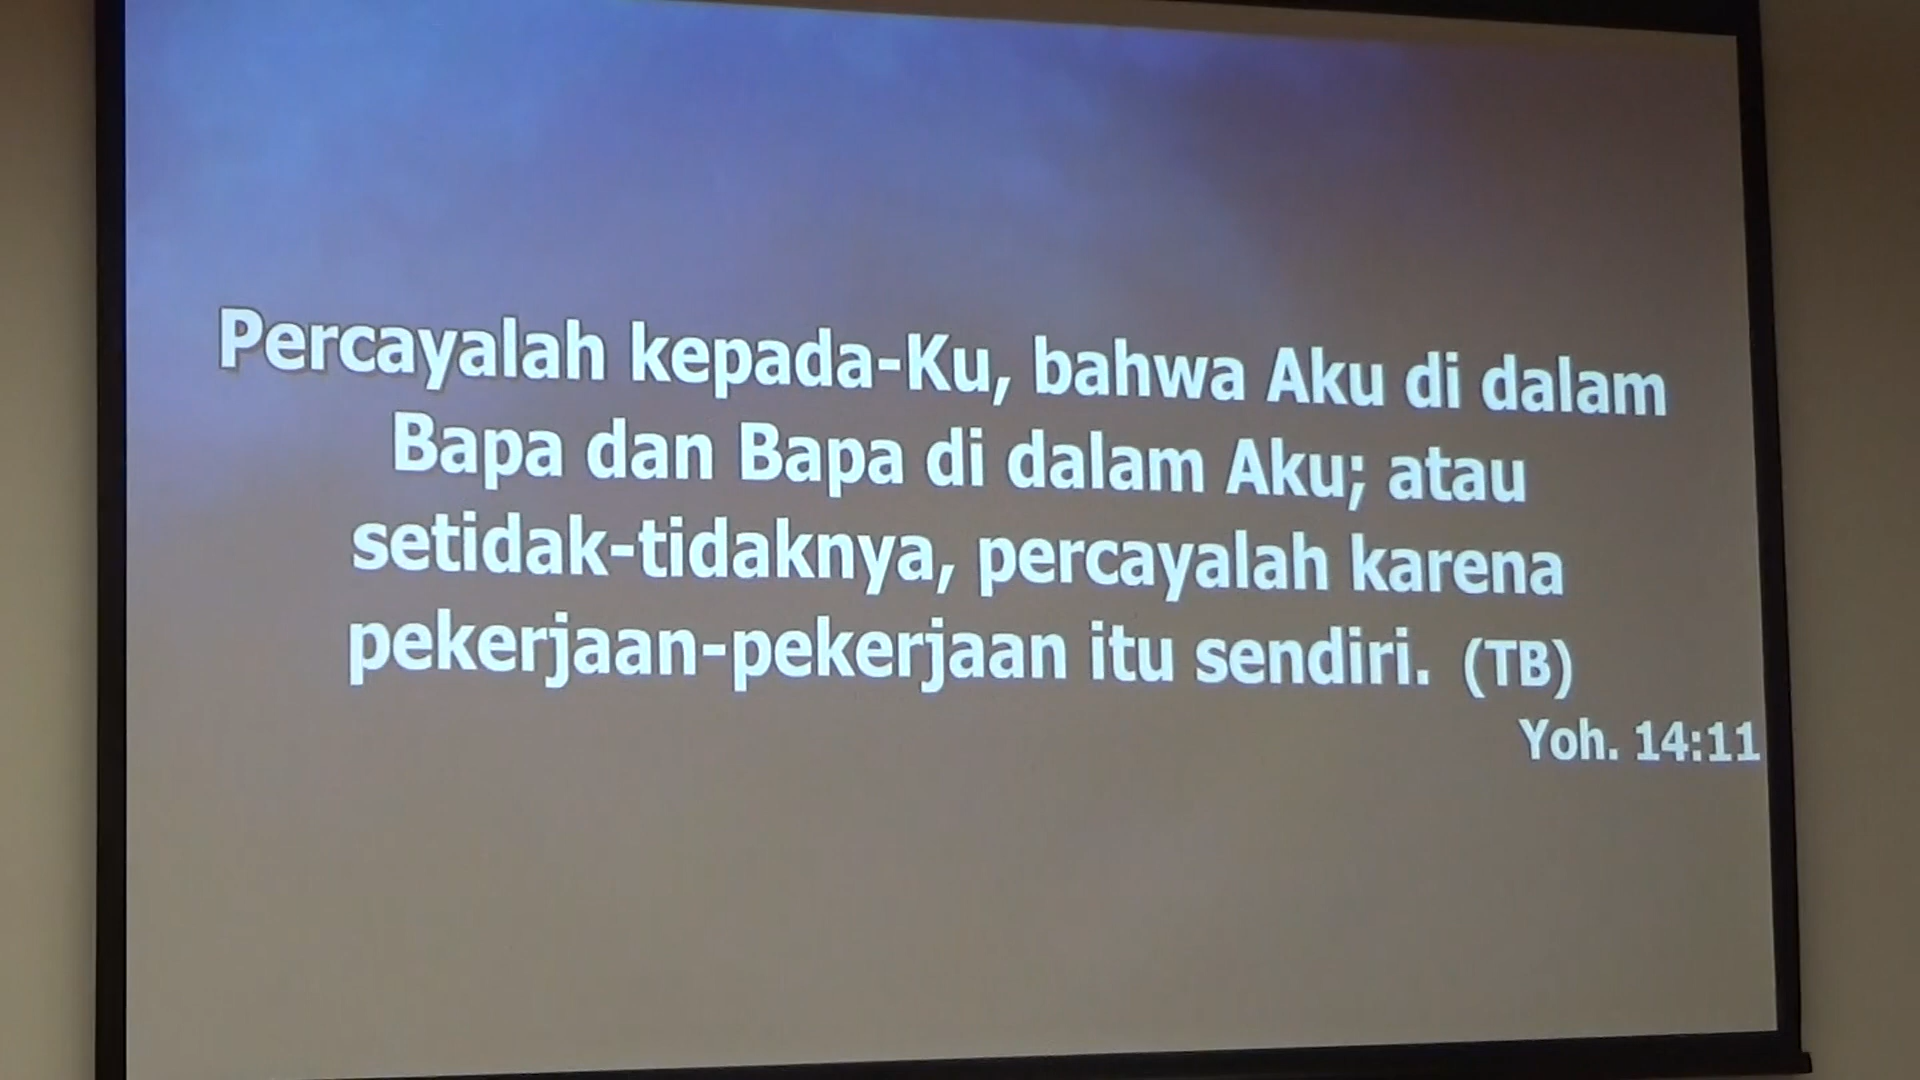 Percayalah kepada-Ku, bahwa Aku di dalam
Bapa dan Bapa di dalam Aku; atau
setidak-tidaknya, percayalah karena
pekerjaan-pekerjaan itu sendiri. (TB)
Yoh. 14:11